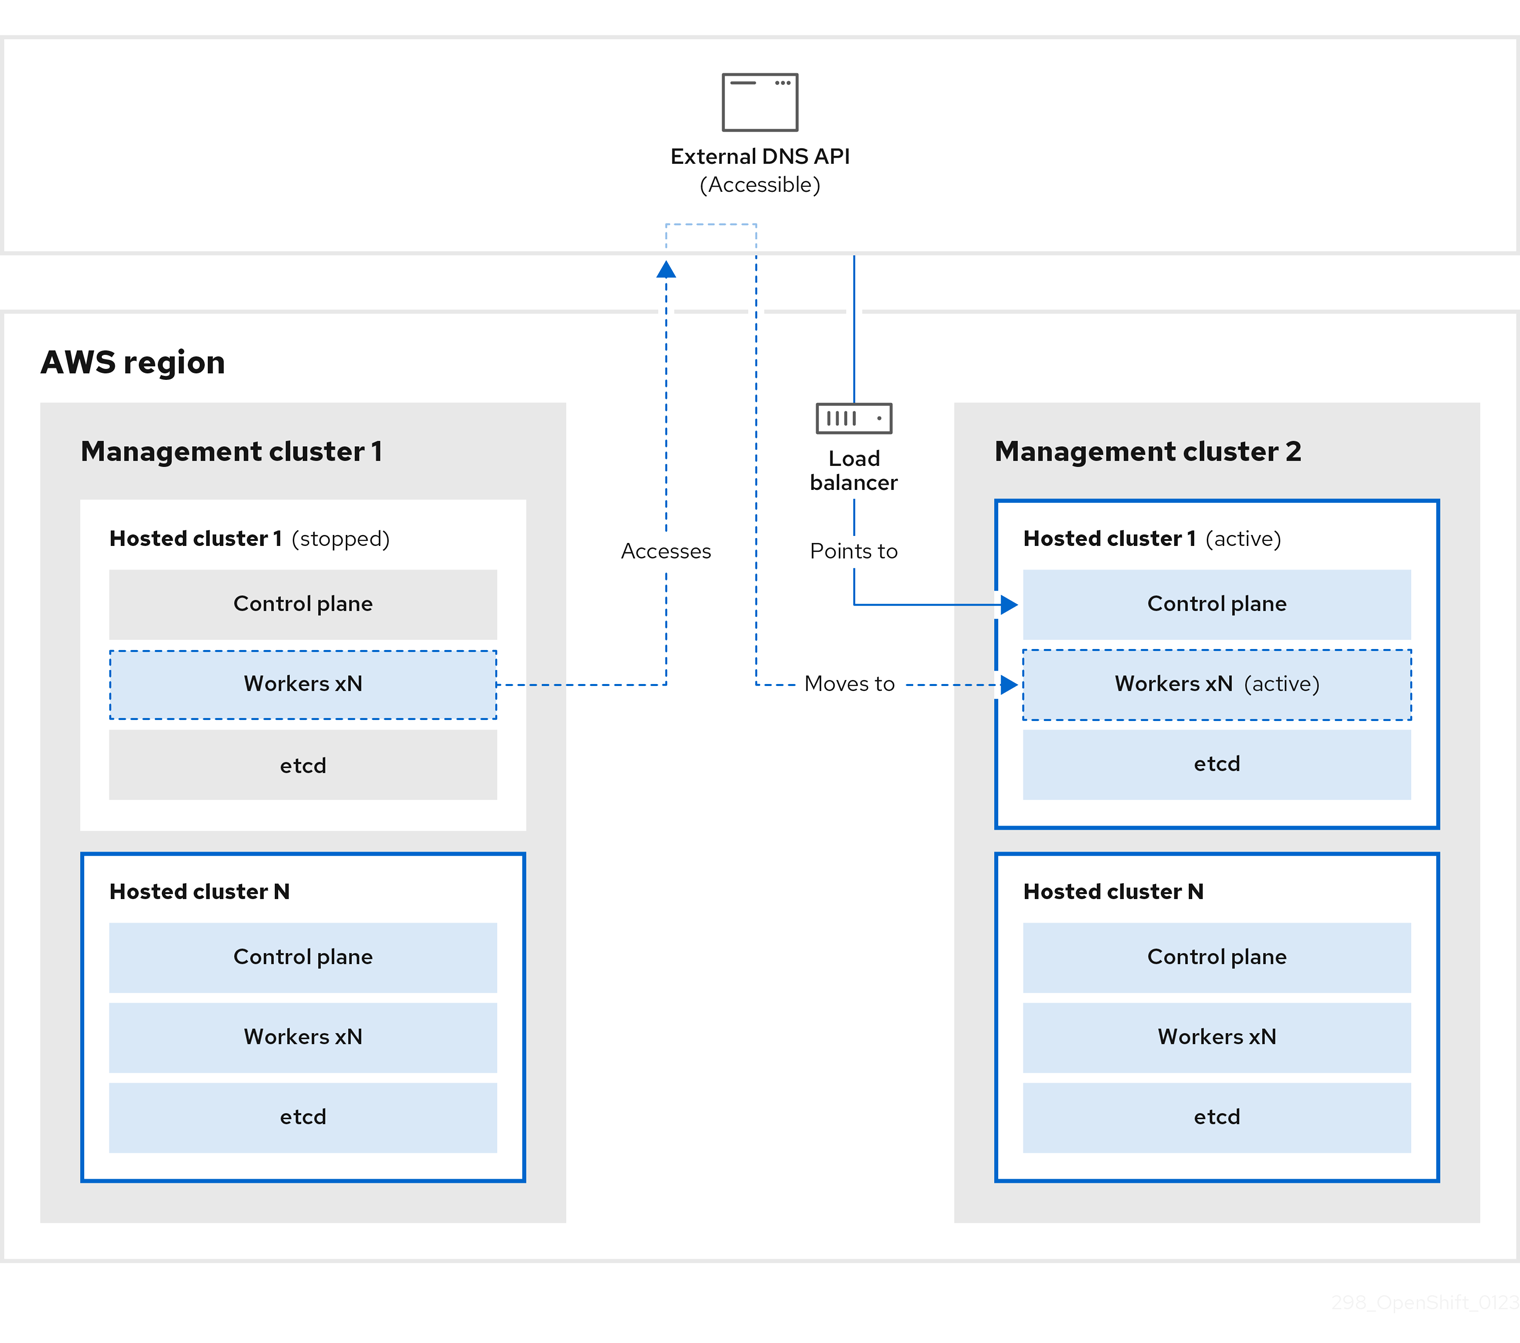 External DNS API
(Accessible)
AWS region
Management cluster 1
Hosted cluster 1 (stopped)
Control plane
Workers xN
etcd
Hosted cluster N
Control plane
Workers xN
etcd
Accesses
Load
balancer
Points to
Moves to
Management cluster 2
Hosted cluster 1 (active)
Control plane
Workers xN (active)
etcd
Hosted cluster N
Control plane
Workers xN
etcd
298_OpenShift_0123